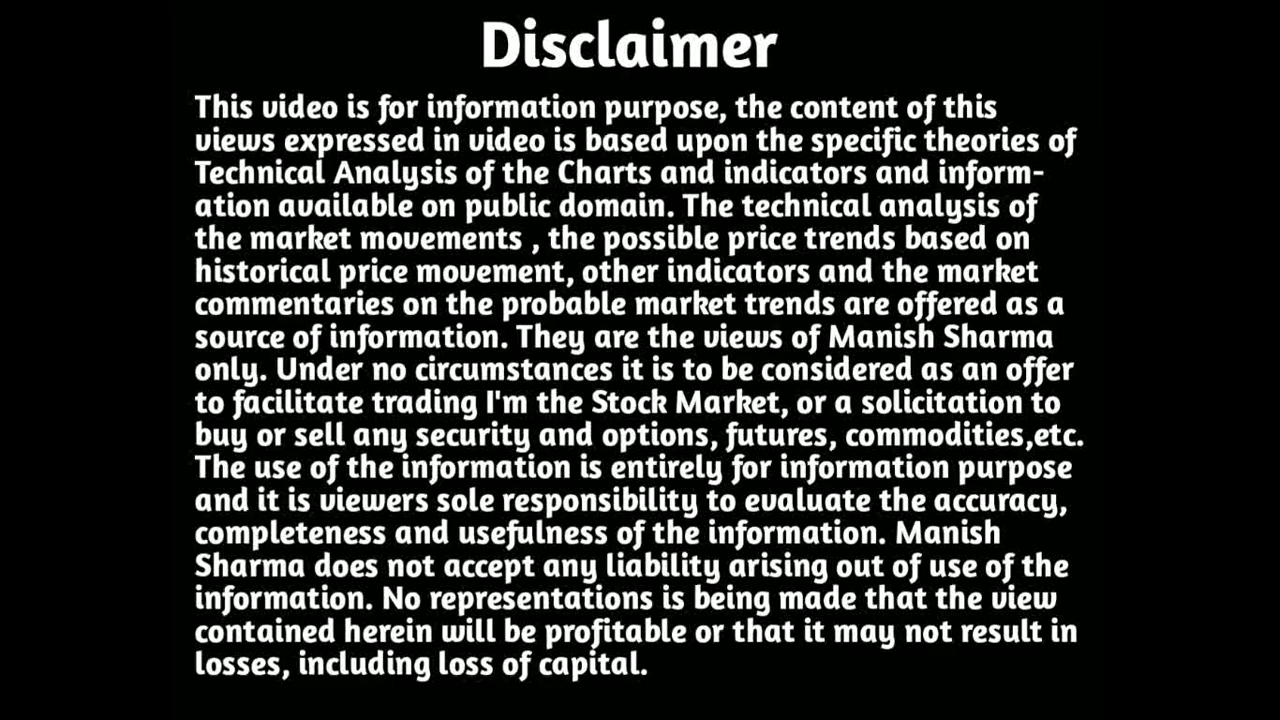 Disclaimer
This video is for information purpose, the content of this
views expressed in video is based upon the specific theories of
Technical Analysis of the Charts and indicators and inform-
ation available on public domain. The technical analysis of
the market movements , the possible price trends based on
historical price movement, other indicators and the market
commentaries on the probable market trends are offered as a
source of information. They are the views of Manish Sharma
only. Under no circumstances it is to be considered as an offer
to facilitate trading I'm the Stock Market, or a solicitation to
buy or sell any security and options, futures, commodities,etc.
The use of the information is entirely for information purpose
and it is viewers sole responsibility to evaluate the accuracy,
completeness and usefulness of the information. Manish
Sharma does not accept any liability arising out of use of the
information. No representations is being made that the view
contained herein will be profitable or that it may not result in
losses, including loss of capital.